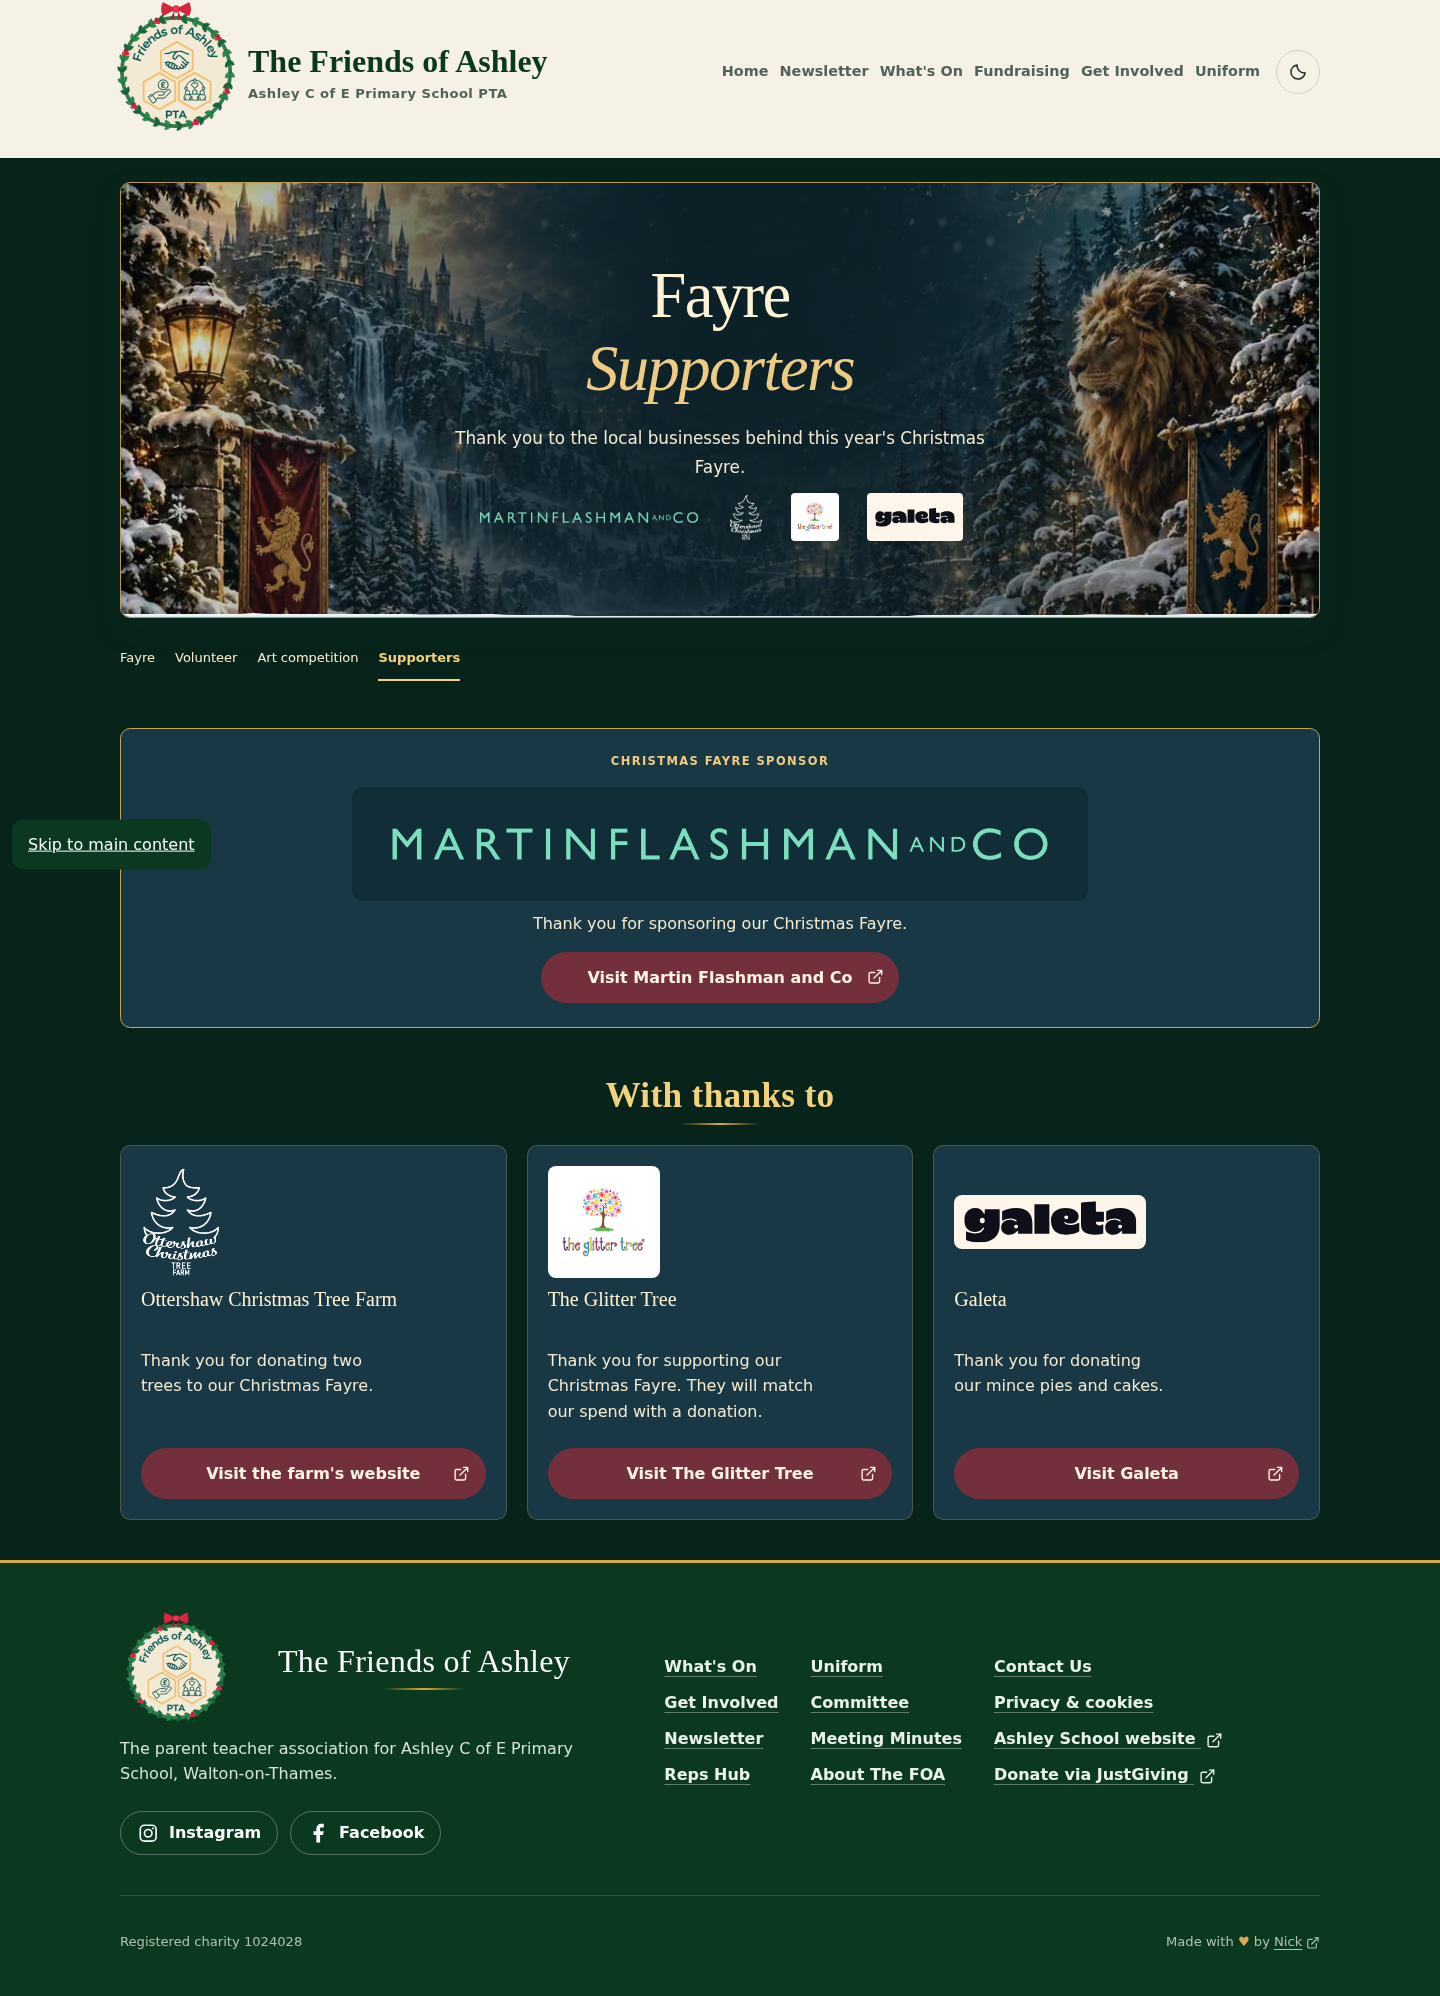 Friends of Ashley
PTA
The Friends of Ashley
Ashley C of E Primary School PTA
Home Newsletter What's On Fundraising Get Involved Uniform
Fayre
Supporters
Thank you to the local businesses behind this year's Christmas
Fayre.
MARTINFLASHMANANDCO
Ottershaw
Christmas
the glitter tree
galeta
Fayre Volunteer Art competition Supporters
CHRISTMAS FAYRE SPONSOR
MARTINFLASHMANANDCO
Skip to main content
Thank you for sponsoring our Christmas Fayre.
Visit Martin Flashman and Co
With thanks to
Ottershaw
Christmas
TREE
FARM
the glitter tree
galeta
Ottershaw Christmas Tree Farm
Thank you for donating two
trees to our Christmas Fayre.
Visit the farm's website
The Glitter Tree
Thank you for supporting our
Christmas Fayre. They will match
our spend with a donation.
Visit The Glitter Tree
Galeta
Thank you for donating
our mince pies and cakes.
Visit Galeta
Friends of Ashley
PTA
The Friends of Ashley
The parent teacher association for Ashley C of E Primary
School, Walton-on-Thames.
Instagram Facebook
What's On
Get Involved
Newsletter
Reps Hub
Uniform
Committee
Meeting Minutes
About The FOA
Contact Us
Privacy & cookies
Ashley School website
Donate via JustGiving
Registered charity 1024028
Made with ♥ by Nick